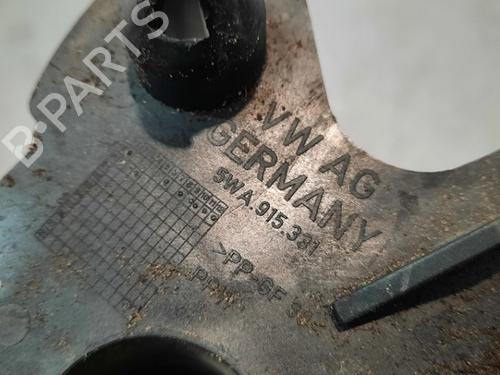 VW AG
GERMANY
5WA.915.331
>PP-GF
B-Parts